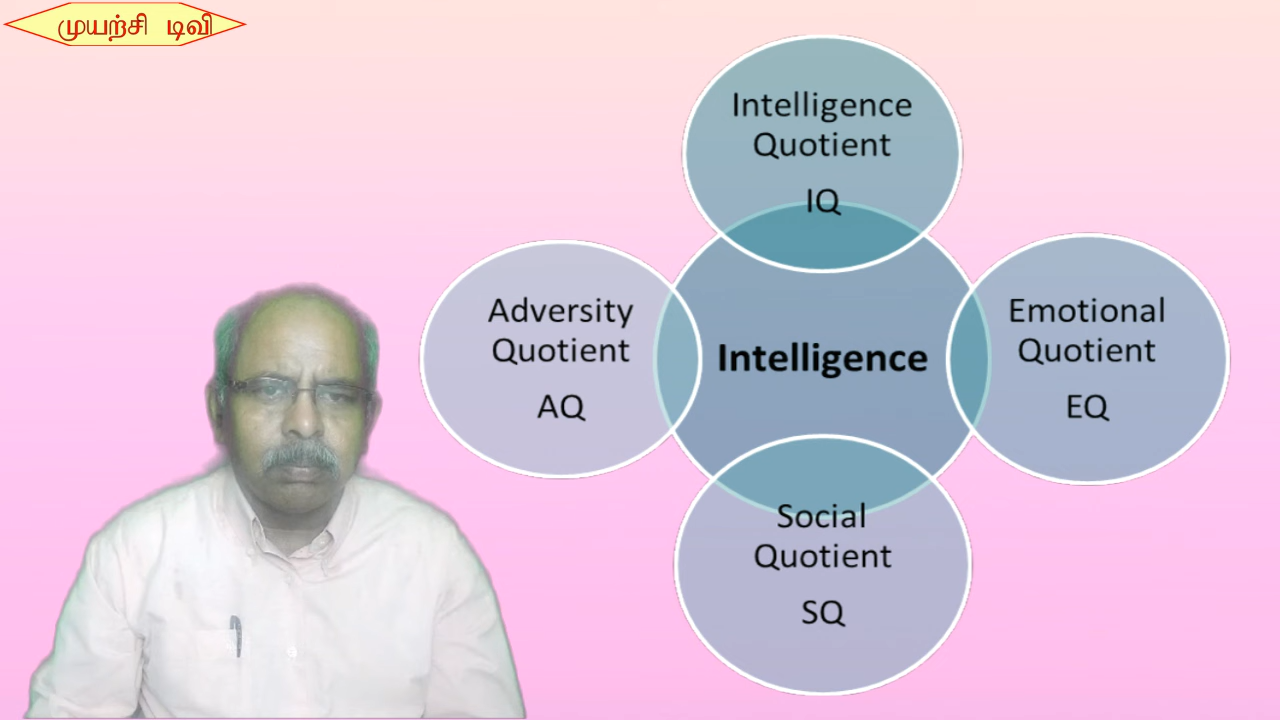 முயற்சி டிவி
Intelligence
Quotient
IQ
Adversity
Quotient
AQ
Intelligence
Emotional
Quotient
EQ
Social
Quotient
SQ